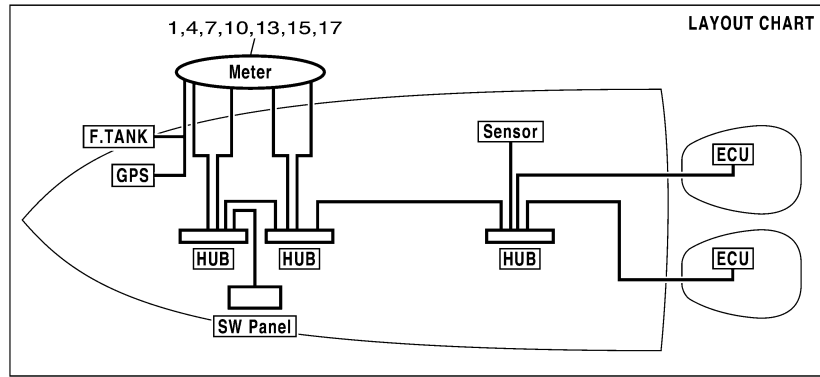 LAYOUT CHART
1,4,7,10,13,15,17
Meter
F.TANK
Sensor
ECU
GPS
HUB
HUB
HUB
ECU
SW Panel